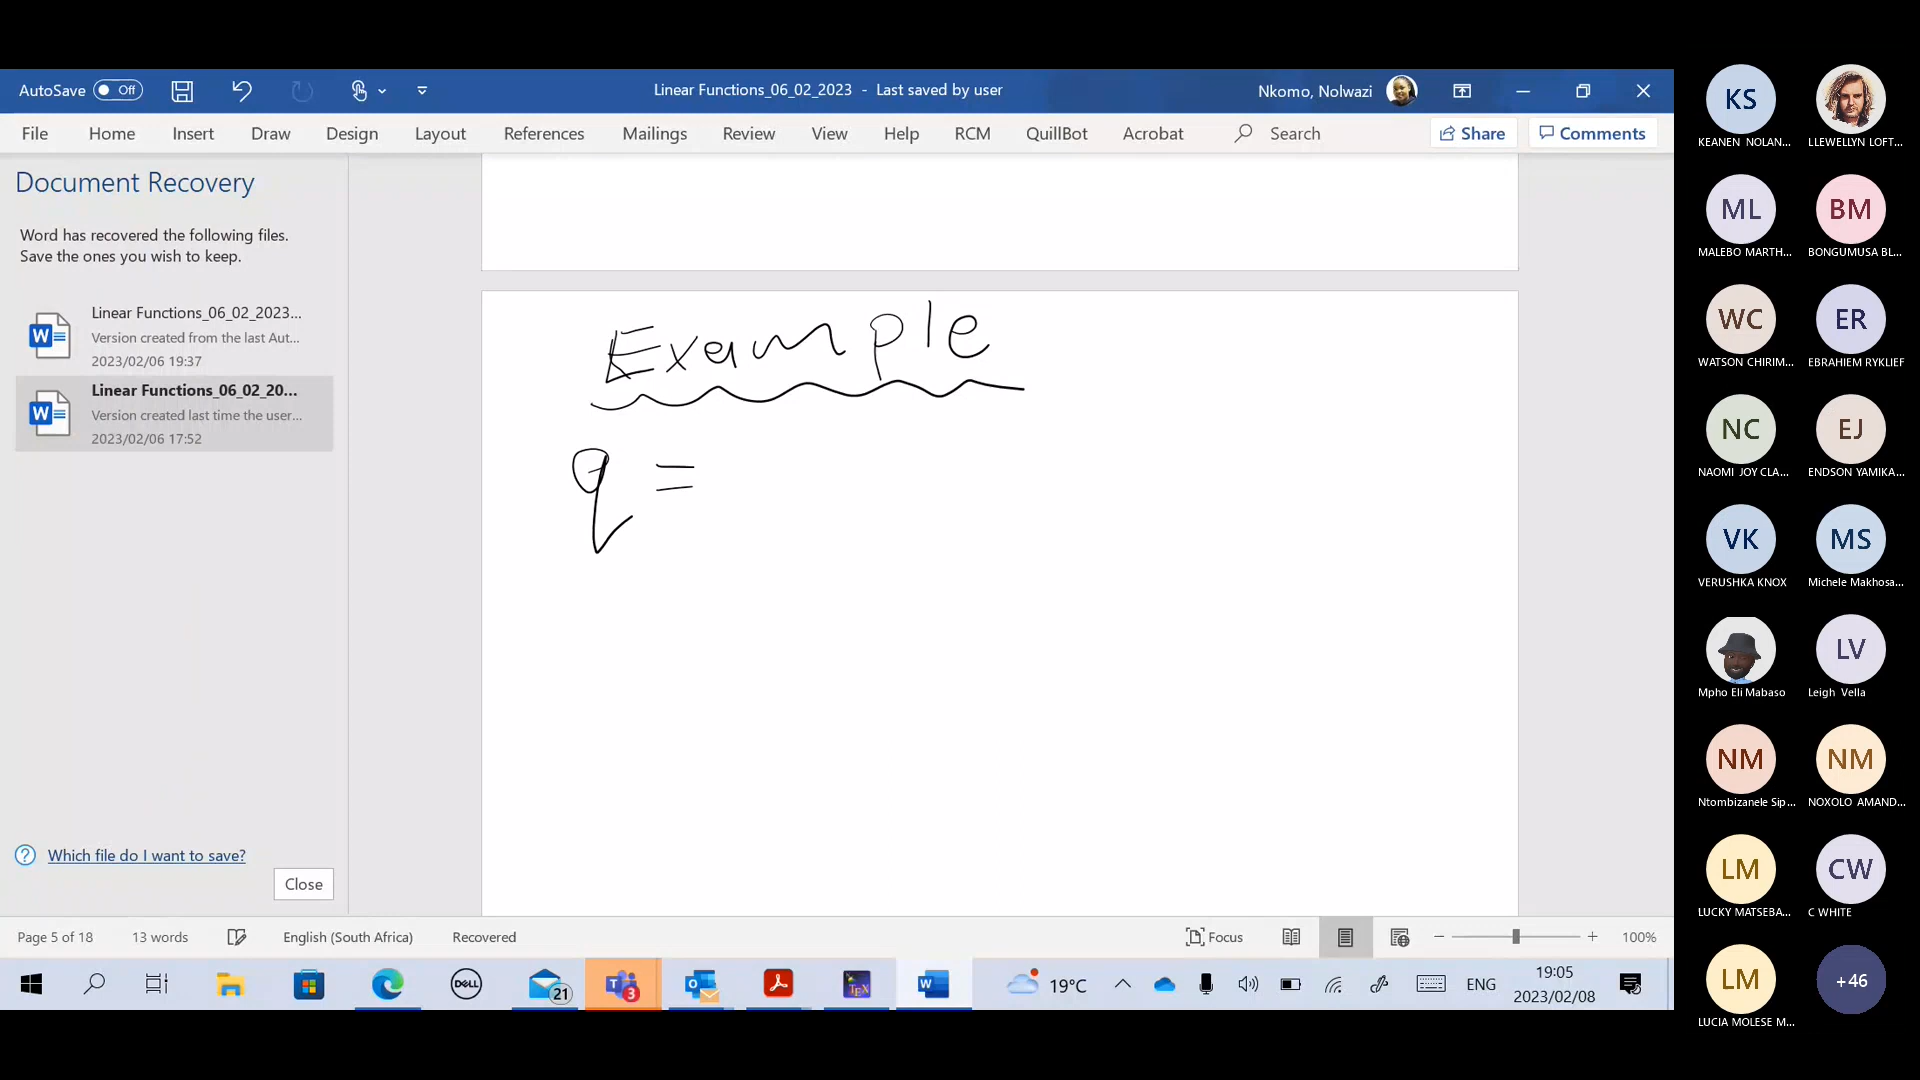 AutoSave Off
Linear Functions_06_02_2023 - Last saved by user
Nkomo, Nolwazi
File Home Insert Draw Design Layout References Mailings Review View Help RCM QuillBot Acrobat Search Share Comments
Document Recovery
Word has recovered the following files.
Save the ones you wish to keep.
Linear Functions_06_02_2023...
Version created from the last Aut...
2023/02/06 19:37
Linear Functions_06_02_20...
Version created last time the user...
2023/02/06 17:52
Which file do I want to save?
Close
Example
q =
Page 5 of 18 13 words English (South Africa) Recovered Focus 100%
DELL 21 T 3 O TEX W 19°C ENG 19:05
2023/02/08
KS
KEANEN NOLAN... LLEWELLYN LOFT...
ML BM
MALEBO MARTH... BONGUMUSA BL...
WC ER
WATSON CHIRIM... EBRAHIEM RYKLIEF
NC EJ
NAOMI JOY CLA... ENDSON YAMIKA...
VK MS
VERUSHKA KNOX Michele Makhosa...
LV
Mpho Eli Mabaso Leigh Vella
NM NM
Ntombizanele Sip... NOXOLO AMAND...
LM CW
LUCKY MATSEBA... C WHITE
LM +46
LUCIA MOLESE M...